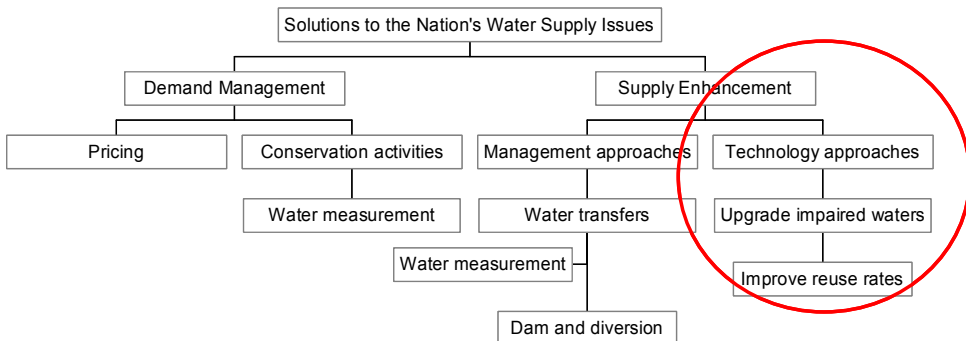 Solutions to the Nation's Water Supply Issues
Demand Management
Supply Enhancement
Pricing
Conservation activities
Management approaches
Technology approaches
Water measurement
Water transfers
Upgrade impaired waters
Water measurement
Improve reuse rates
Dam and diversion